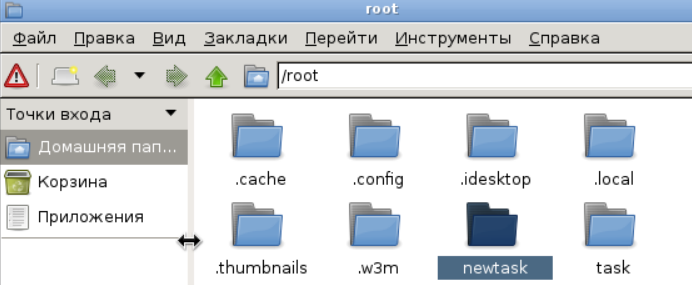 root
Файл Правка Вид Закладки Перейти Инструменты Справка
/root
Точки входа
Домашняя пап...
Корзина
Приложения
.cache .config .idesktop .local
.thumbnails .w3m newtask task